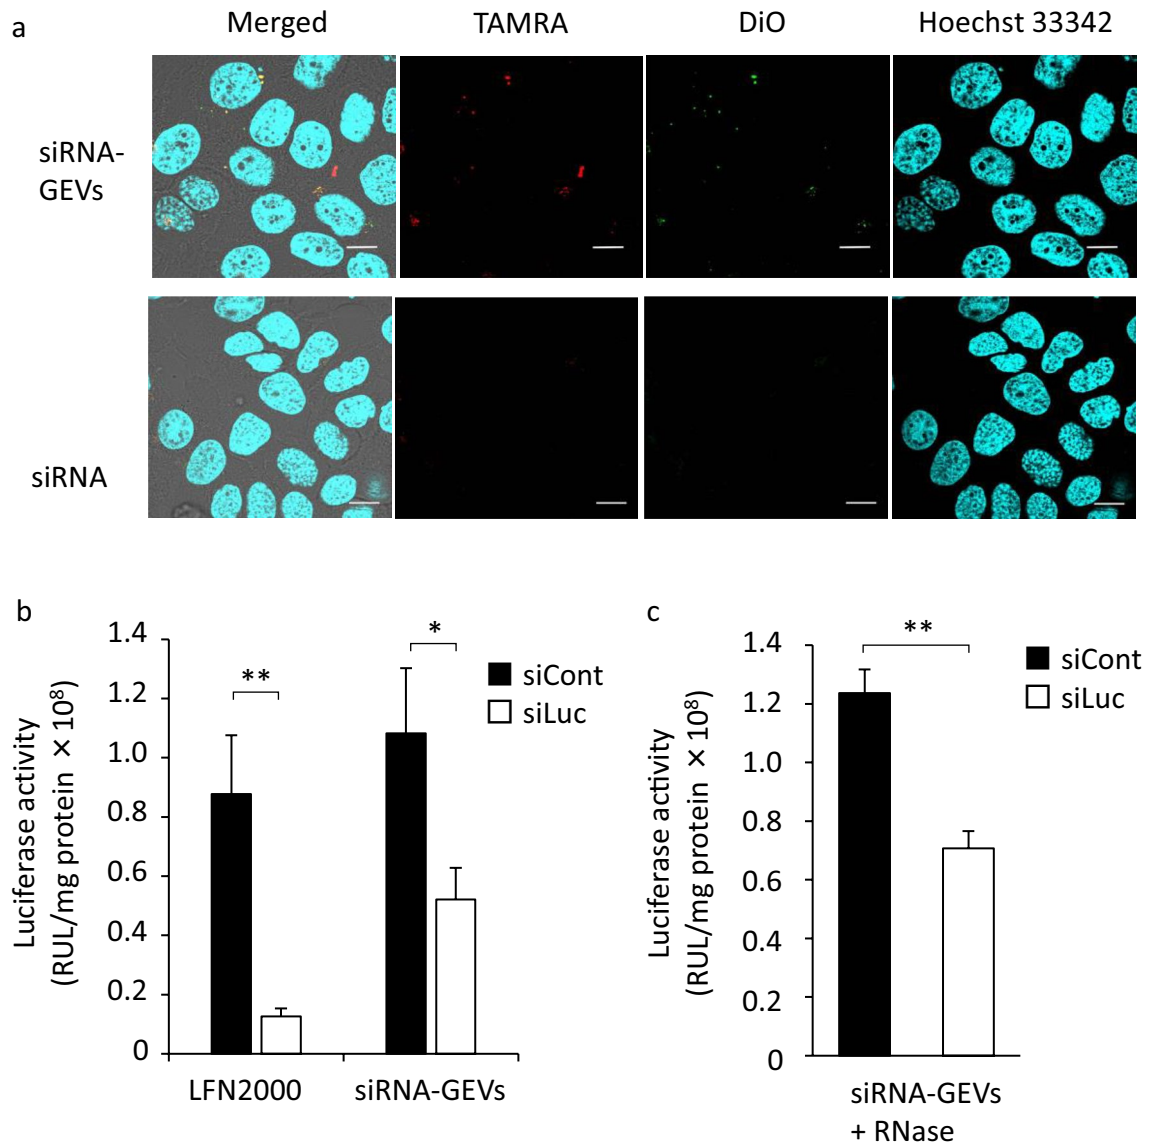 a
Merged
TAMRA
DiO
Hoechst 33342
siRNA-
GEVs
siRNA
b
Luciferase activity
(RUL/mg protein ×10⁸)
1.4
1.2
1.0
0.8
0.6
0.4
0.2
0
**
*
siCont
siLuc
LFN2000
siRNA-GEVs
c
Luciferase activity
(RUL/mg protein ×10⁸)
1.4
1.2
1.0
0.8
0.6
0.4
0.2
0
**
siCont
siLuc
siRNA-GEVs
+ RNase